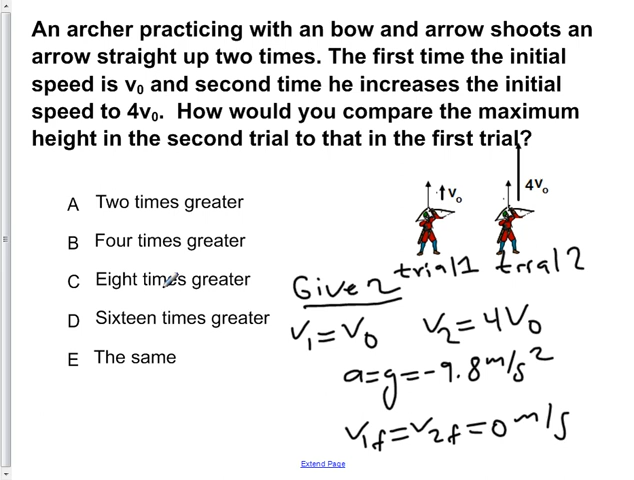 An archer practicing with an bow and arrow shoots an
arrow straight up two times. The first time the initial
speed is v₀ and second time he increases the initial
speed to 4v₀. How would you compare the maximum
height in the second trial to that in the first trial?
A Two times greater
B Four times greater
C Eight times greater
D Sixteen times greater
E The same
v₀
4v₀
trial 1 trial 2
Given
v₁=v₀ v₂=4v₀
a=g=-9.8 m/s²
v₁f=v₂f=0 m/s
Extend Page